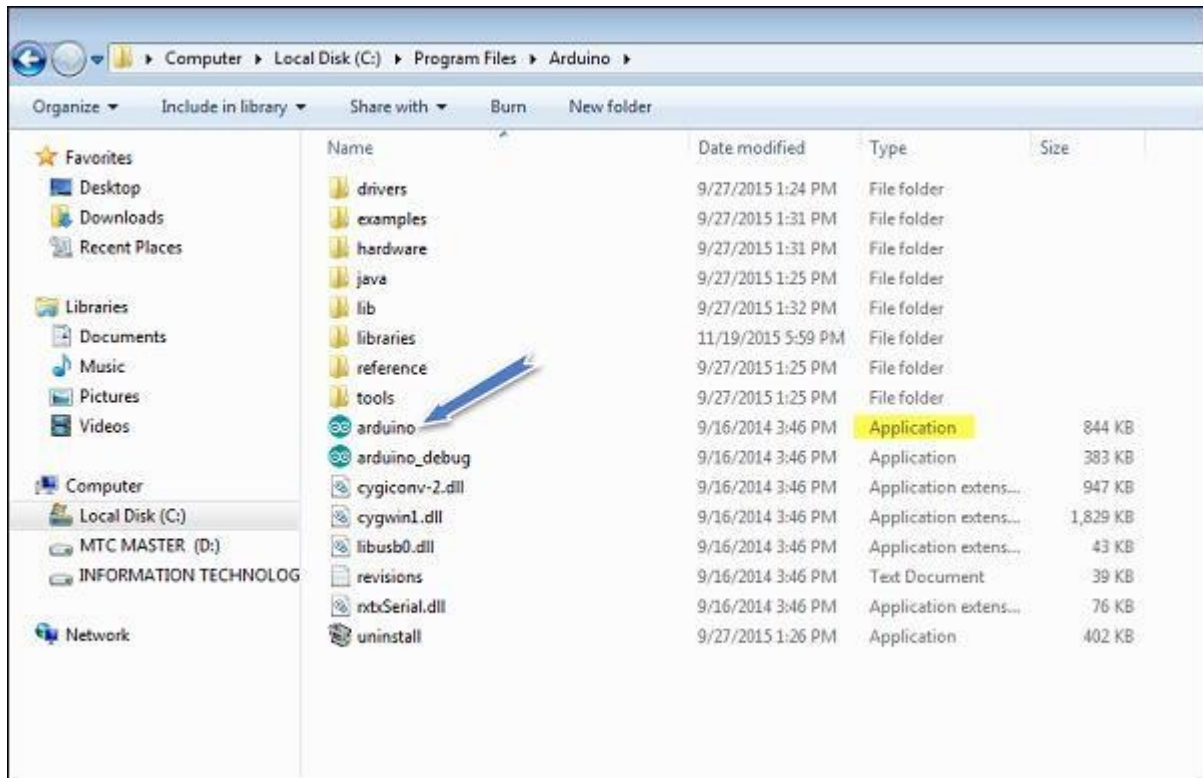 Computer Local Disk (C:) Program Files Arduino
Organize Include in library Share with Burn New folder
Favorites
Desktop
Downloads
Recent Places
Libraries
Documents
Music
Pictures
Videos
Computer
Local Disk (C:)
MTC MASTER (D:)
INFORMATION TECHNOLOG
Network
Name Date modified Type Size
drivers 9/27/2015 1:24 PM File folder
examples 9/27/2015 1:31 PM File folder
hardware 9/27/2015 1:31 PM File folder
java 9/27/2015 1:25 PM File folder
lib 9/27/2015 1:32 PM File folder
libraries 11/19/2015 5:59 PM File folder
reference 9/27/2015 1:25 PM File folder
tools 9/27/2015 1:25 PM File folder
arduino 9/16/2014 3:46 PM Application 844 KB
arduino_debug 9/16/2014 3:46 PM Application 383 KB
cygiconv-2.dll 9/16/2014 3:46 PM Application extens... 947 KB
cygwin1.dll 9/16/2014 3:46 PM Application extens... 1,829 KB
libusb0.dll 9/16/2014 3:46 PM Application extens... 43 KB
revisions 9/16/2014 3:46 PM Text Document 39 KB
rxtxSerial.dll 9/16/2014 3:46 PM Application extens... 76 KB
uninstall 9/27/2015 1:26 PM Application 402 KB